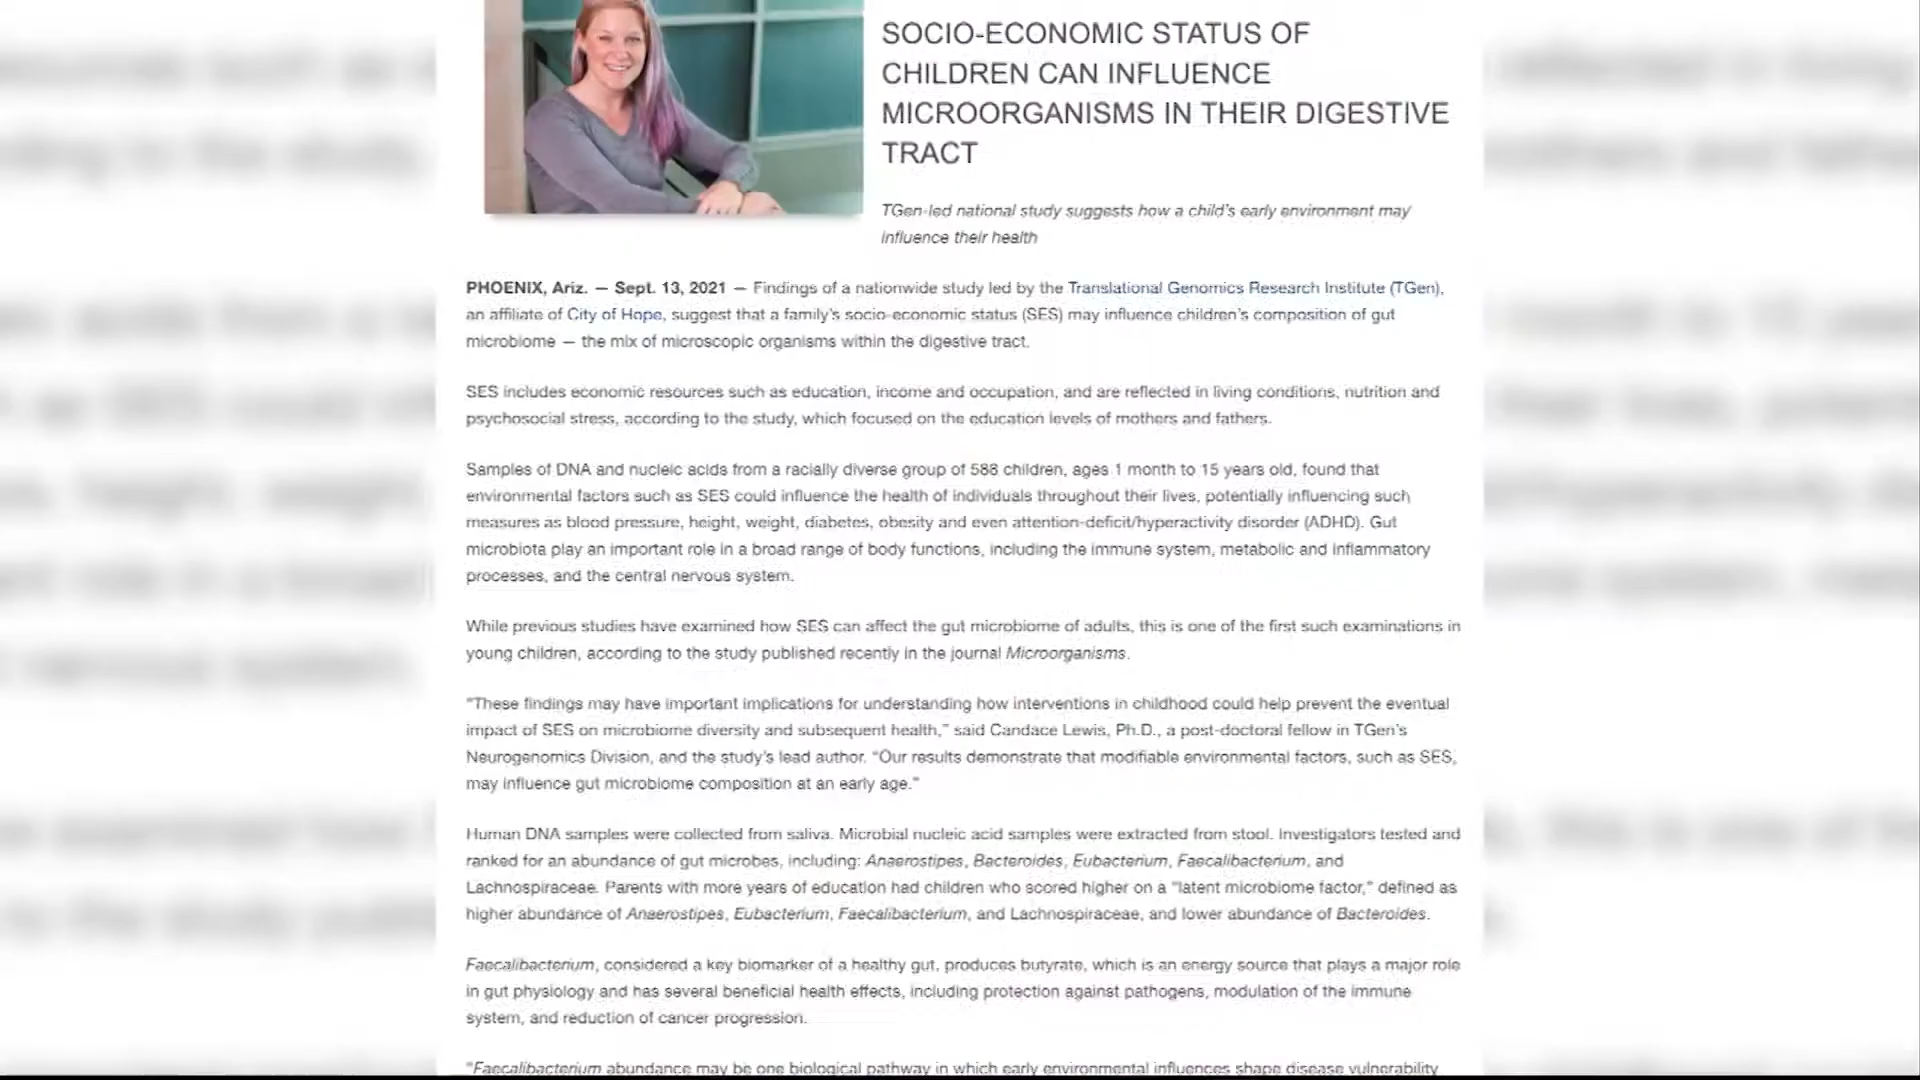 SOCIO-ECONOMIC STATUS OF
CHILDREN CAN INFLUENCE
MICROORGANISMS IN THEIR DIGESTIVE
TRACT
TGen-led national study suggests how a child's early environment may
influence their health
PHOENIX, Ariz. — Sept. 13, 2021 — Findings of a nationwide study led by the Translational Genomics Research Institute (TGen),
an affiliate of City of Hope, suggest that a family's socio-economic status (SES) may influence children's composition of gut
microbiome — the mix of microscopic organisms within the digestive tract.
SES includes economic resources such as education, income and occupation, and are reflected in living conditions, nutrition and
psychosocial stress, according to the study, which focused on the education levels of mothers and fathers.
Samples of DNA and nucleic acids from a racially diverse group of 588 children, ages 1 month to 15 years old, found that
environmental factors such as SES could influence the health of individuals throughout their lives, potentially influencing such
measures as blood pressure, height, weight, diabetes, obesity and even attention-deficit/hyperactivity disorder (ADHD). Gut
microbiota play an important role in a broad range of body functions, including the immune system, metabolic and inflammatory
processes, and the central nervous system.
While previous studies have examined how SES can affect the gut microbiome of adults, this is one of the first such examinations in
young children, according to the study published recently in the journal Microorganisms.
"These findings may have important implications for understanding how interventions in childhood could help prevent the eventual
impact of SES on microbiome diversity and subsequent health," said Candace Lewis, Ph.D., a post-doctoral fellow in TGen's
Neurogenomics Division, and the study's lead author. "Our results demonstrate that modifiable environmental factors, such as SES,
may influence gut microbiome composition at an early age."
Human DNA samples were collected from saliva. Microbial nucleic acid samples were extracted from stool. Investigators tested and
ranked for an abundance of gut microbes, including: Anaerostipes, Bacteroides, Eubacterium, Faecalibacterium, and
Lachnospiraceae. Parents with more years of education had children who scored higher on a "latent microbiome factor," defined as
higher abundance of Anaerostipes, Eubacterium, Faecalibacterium, and Lachnospiraceae, and lower abundance of Bacteroides.
Faecalibacterium, considered a key biomarker of a healthy gut, produces butyrate, which is an energy source that plays a major role
in gut physiology and has several beneficial health effects, including protection against pathogens, modulation of the immune
system, and reduction of cancer progression.
"Faecalibacterium abundance may be one biological pathway in which early environmental influences shape disease vulnerability